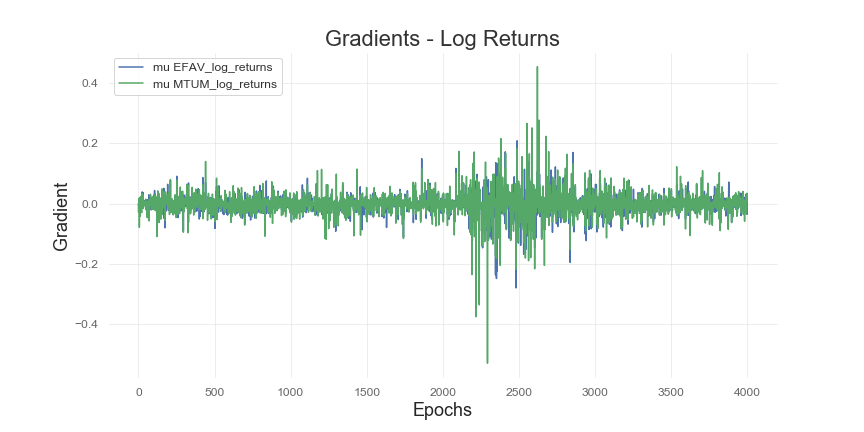 Gradients - Log Returns
mu EFAV_log_returns
mu MTUM_log_returns
0.4
0.2
0.0
−0.2
−0.4
Gradient
0 500 1000 1500 2000 2500 3000 3500 4000
Epochs